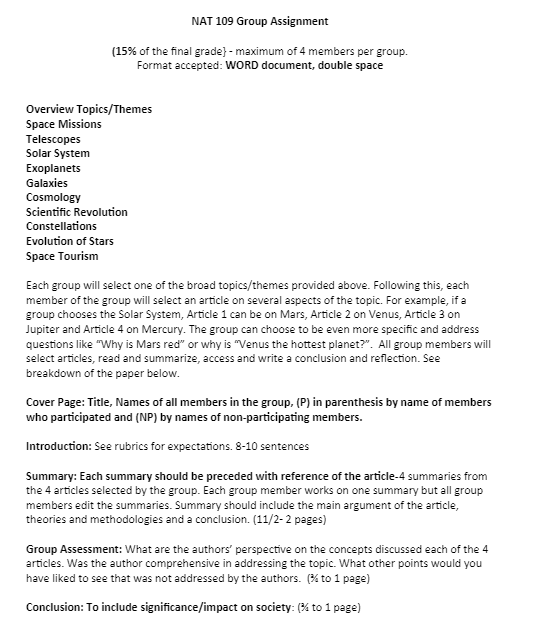 NAT 109 Group Assignment
(15% of the final grade} - maximum of 4 members per group.
Format accepted: WORD document, double space
Overview Topics/Themes
Space Missions
Telescopes
Solar System
Exoplanets
Galaxies
Cosmology
Scientific Revolution
Constellations
Evolution of Stars
Space Tourism
Each group will select one of the broad topics/themes provided above. Following this, each
member of the group will select an article on several aspects of the topic. For example, if a
group chooses the Solar System, Article 1 can be on Mars, Article 2 on Venus, Article 3 on
Jupiter and Article 4 on Mercury. The group can choose to be even more specific and address
questions like “Why is Mars red” or why is “Venus the hottest planet?”. All group members will
select articles, read and summarize, access and write a conclusion and reflection. See
breakdown of the paper below.
Cover Page: Title, Names of all members in the group, (P) in parenthesis by name of members
who participated and (NP) by names of non-participating members.
Introduction: See rubrics for expectations. 8-10 sentences
Summary: Each summary should be preceded with reference of the article-4 summaries from
the 4 articles selected by the group. Each group member works on one summary but all group
members edit the summaries. Summary should include the main argument of the article,
theories and methodologies and a conclusion. (11/2- 2 pages)
Group Assessment: What are the authors’ perspective on the concepts discussed each of the 4
articles. Was the author comprehensive in addressing the topic. What other points would you
have liked to see that was not addressed by the authors. (¾ to 1 page)
Conclusion: To include significance/impact on society: (¾ to 1 page)